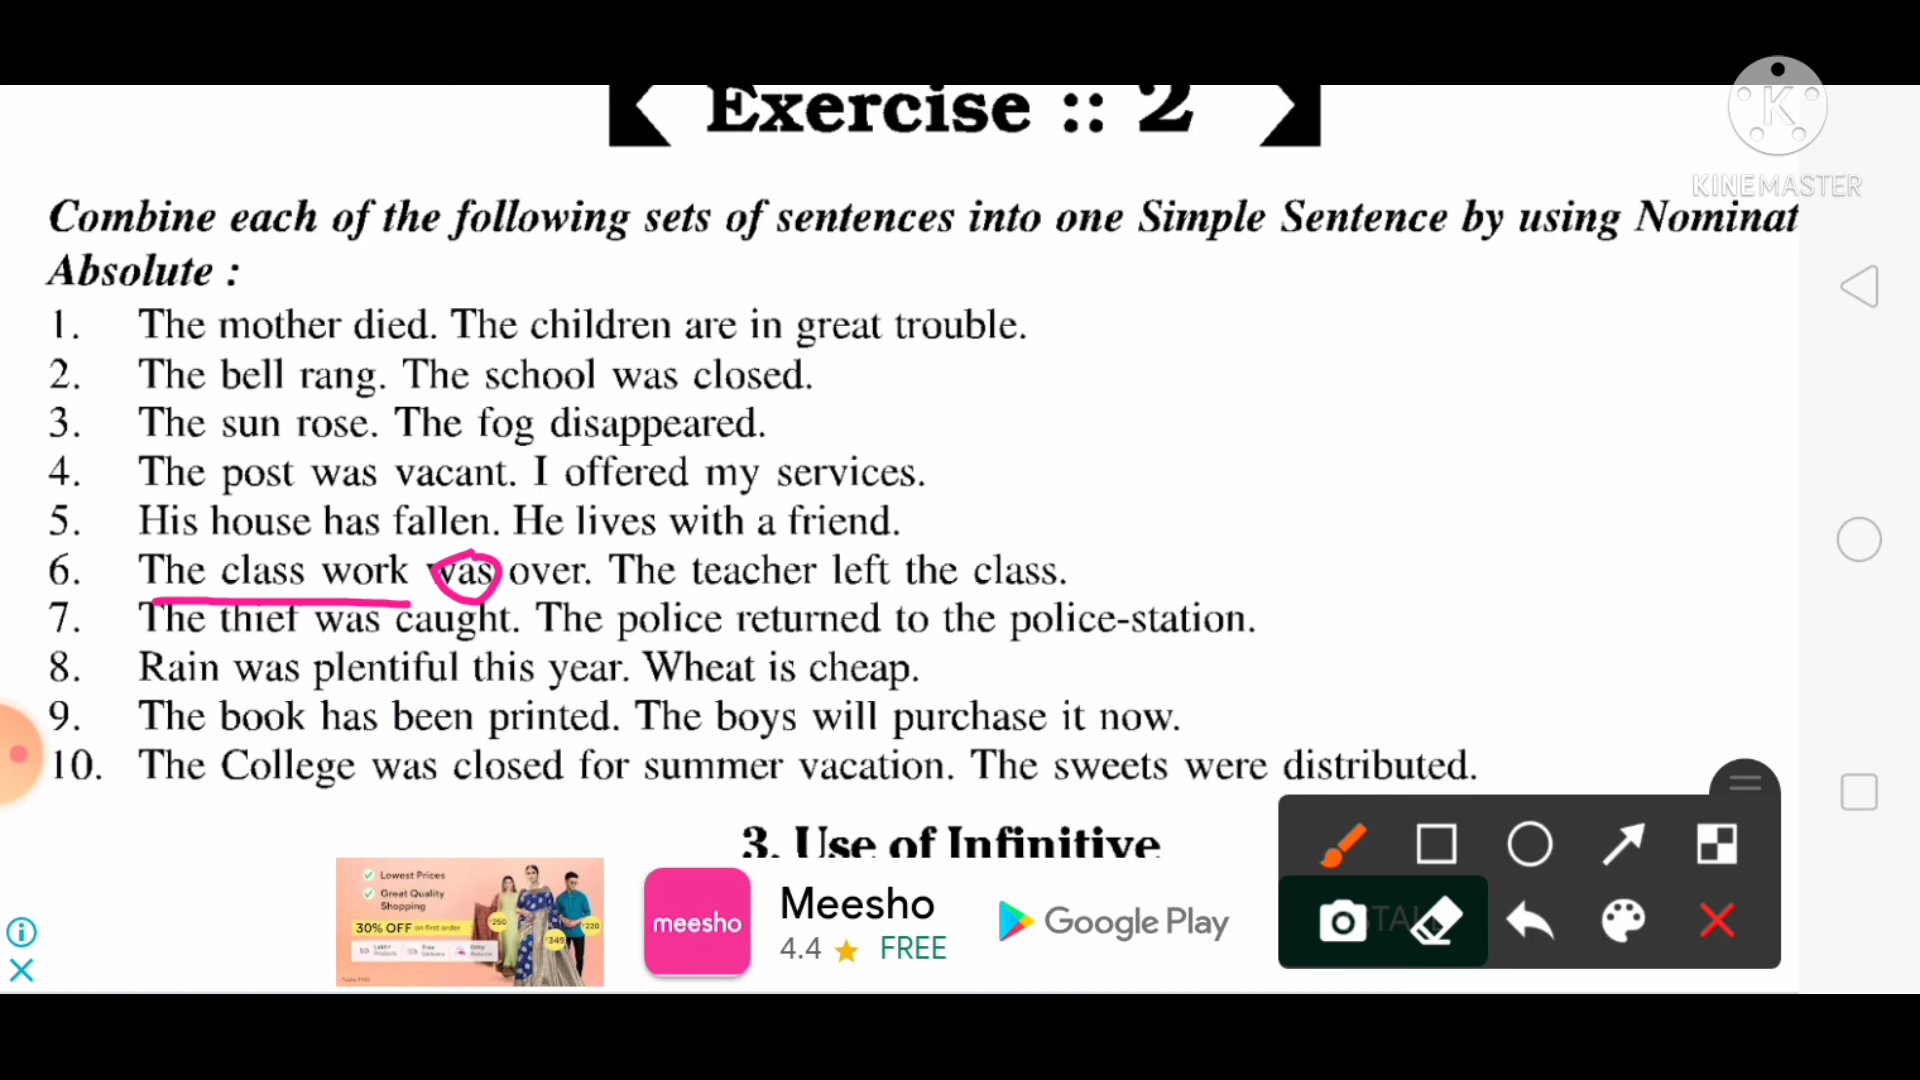 Exercise :: 2
KINEMASTER
Combine each of the following sets of sentences into one Simple Sentence by using Nominat
Absolute :
1. The mother died. The children are in great trouble.
2. The bell rang. The school was closed.
3. The sun rose. The fog disappeared.
4. The post was vacant. I offered my services.
5. His house has fallen. He lives with a friend.
6. The class work was over. The teacher left the class.
7. The thief was caught. The police returned to the police-station.
8. Rain was plentiful this year. Wheat is cheap.
9. The book has been printed. The boys will purchase it now.
10. The College was closed for summer vacation. The sweets were distributed.
3. Use of Infinitive
Lowest Prices
Great Quality
Shopping
30% OFF on first order
₹250
₹349
₹220
meesho
Meesho
4.4 ★ FREE
Google Play